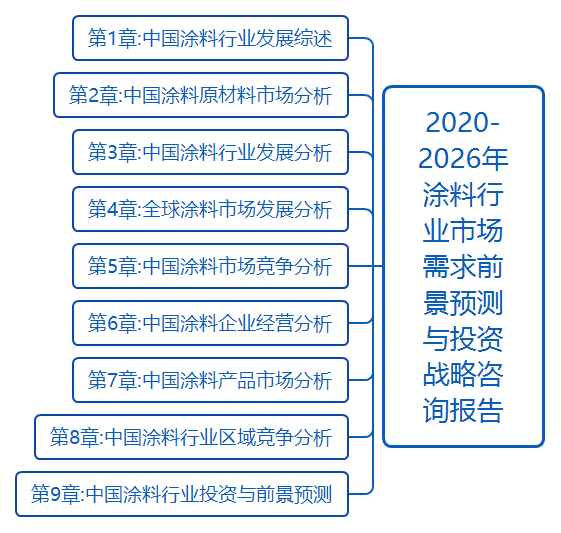 第1章:中国涂料行业发展综述
第2章:中国涂料原材料市场分析
第3章:中国涂料行业发展分析
第4章:全球涂料市场发展分析
第5章:中国涂料市场竞争分析
第6章:中国涂料企业经营分析
第7章:中国涂料产品市场分析
第8章:中国涂料行业区域竞争分析
第9章:中国涂料行业投资与前景预测
2020-
2026年
涂料行
业市场
需求前
景预测
与投资
战略咨
询报告